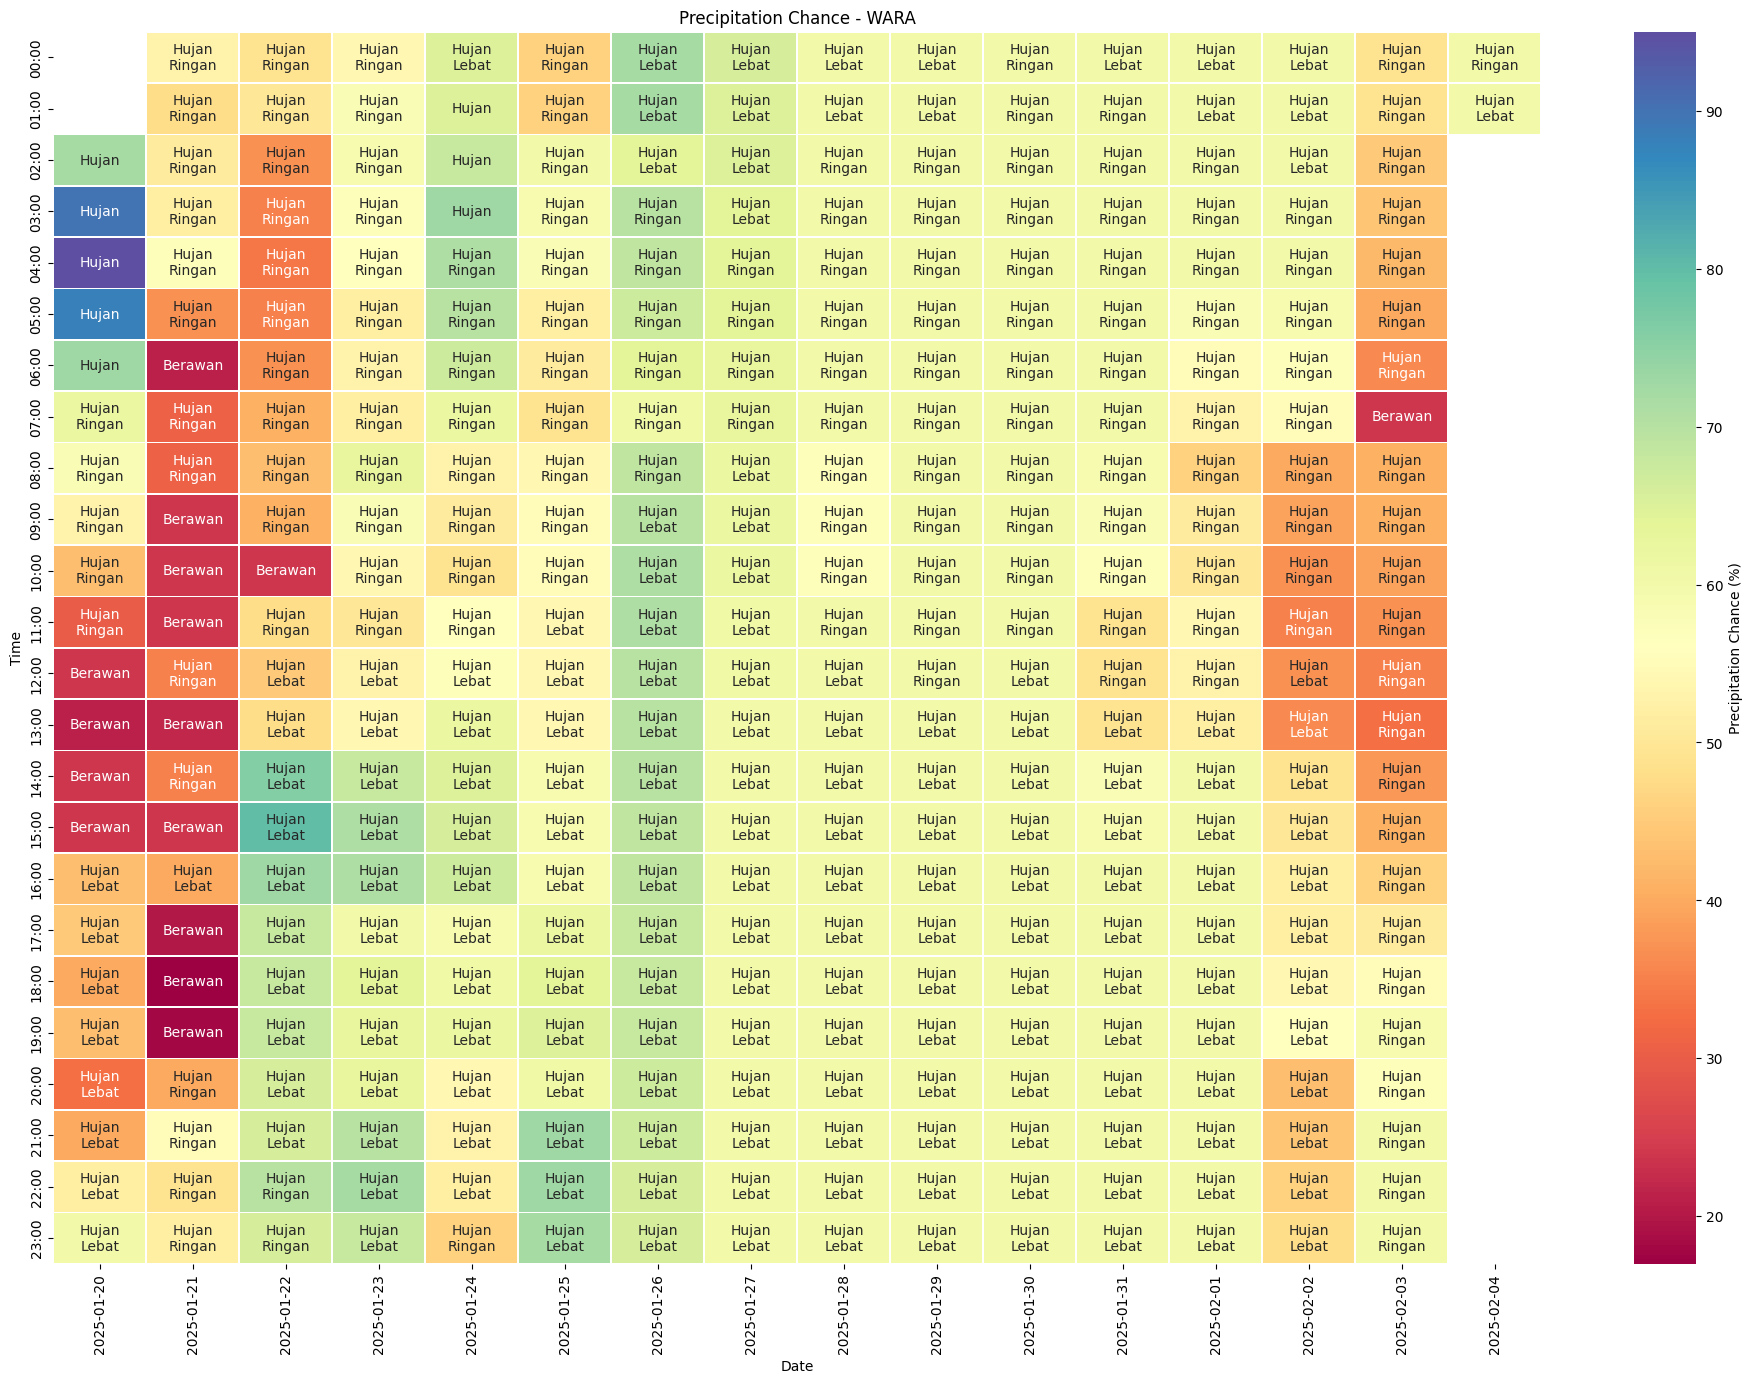 Precipitation Chance - WARA
00:00 Hujan Ringan Hujan Ringan Hujan Ringan Hujan Lebat Hujan Ringan Hujan Lebat Hujan Lebat Hujan Lebat Hujan Lebat Hujan Ringan Hujan Lebat Hujan Lebat Hujan Lebat Hujan Ringan Hujan Ringan
01:00 Hujan Ringan Hujan Ringan Hujan Ringan Hujan Hujan Ringan Hujan Lebat Hujan Lebat Hujan Lebat Hujan Lebat Hujan Ringan Hujan Lebat Hujan Lebat Hujan Lebat Hujan Ringan Hujan Lebat
02:00 Hujan Hujan Ringan Hujan Ringan Hujan Ringan Hujan Hujan Ringan Hujan Lebat Hujan Lebat Hujan Ringan Hujan Ringan Hujan Ringan Hujan Ringan Hujan Ringan Hujan Lebat Hujan Ringan
03:00 Hujan Hujan Ringan Hujan Ringan Hujan Ringan Hujan Hujan Ringan Hujan Ringan Hujan Lebat Hujan Ringan Hujan Ringan Hujan Ringan Hujan Ringan Hujan Ringan Hujan Ringan Hujan Ringan
04:00 Hujan Hujan Ringan Hujan Ringan Hujan Ringan Hujan Ringan Hujan Ringan Hujan Ringan Hujan Ringan Hujan Ringan Hujan Ringan Hujan Ringan Hujan Ringan Hujan Ringan Hujan Ringan Hujan Ringan
05:00 Hujan Hujan Ringan Hujan Ringan Hujan Ringan Hujan Ringan Hujan Ringan Hujan Ringan Hujan Ringan Hujan Ringan Hujan Ringan Hujan Ringan Hujan Ringan Hujan Ringan Hujan Ringan Hujan Ringan
06:00 Hujan Berawan Hujan Ringan Hujan Ringan Hujan Ringan Hujan Ringan Hujan Ringan Hujan Ringan Hujan Ringan Hujan Ringan Hujan Ringan Hujan Ringan Hujan Ringan Hujan Ringan Hujan Ringan
07:00 Hujan Ringan Hujan Ringan Hujan Ringan Hujan Ringan Hujan Ringan Hujan Ringan Hujan Ringan Hujan Ringan Hujan Ringan Hujan Ringan Hujan Ringan Hujan Ringan Hujan Ringan Hujan Ringan Berawan
08:00 Hujan Ringan Hujan Ringan Hujan Ringan Hujan Ringan Hujan Ringan Hujan Ringan Hujan Ringan Hujan Lebat Hujan Ringan Hujan Ringan Hujan Ringan Hujan Ringan Hujan Ringan Hujan Ringan Hujan Ringan
09:00 Hujan Ringan Berawan Hujan Ringan Hujan Ringan Hujan Ringan Hujan Ringan Hujan Lebat Hujan Lebat Hujan Ringan Hujan Ringan Hujan Ringan Hujan Ringan Hujan Ringan Hujan Ringan Hujan Ringan
10:00 Hujan Ringan Berawan Berawan Hujan Ringan Hujan Ringan Hujan Ringan Hujan Lebat Hujan Lebat Hujan Ringan Hujan Ringan Hujan Ringan Hujan Ringan Hujan Ringan Hujan Ringan Hujan Ringan
11:00 Hujan Ringan Berawan Hujan Ringan Hujan Ringan Hujan Ringan Hujan Lebat Hujan Lebat Hujan Lebat Hujan Ringan Hujan Ringan Hujan Ringan Hujan Ringan Hujan Ringan Hujan Ringan Hujan Ringan
12:00 Berawan Hujan Ringan Hujan Lebat Hujan Lebat Hujan Lebat Hujan Lebat Hujan Lebat Hujan Lebat Hujan Lebat Hujan Ringan Hujan Lebat Hujan Ringan Hujan Ringan Hujan Lebat Hujan Ringan
13:00 Berawan Berawan Hujan Lebat Hujan Lebat Hujan Lebat Hujan Lebat Hujan Lebat Hujan Lebat Hujan Lebat Hujan Lebat Hujan Lebat Hujan Lebat Hujan Lebat Hujan Lebat Hujan Ringan
14:00 Berawan Hujan Ringan Hujan Lebat Hujan Lebat Hujan Lebat Hujan Lebat Hujan Lebat Hujan Lebat Hujan Lebat Hujan Lebat Hujan Lebat Hujan Lebat Hujan Lebat Hujan Lebat Hujan Ringan
15:00 Berawan Berawan Hujan Lebat Hujan Lebat Hujan Lebat Hujan Lebat Hujan Lebat Hujan Lebat Hujan Lebat Hujan Lebat Hujan Lebat Hujan Lebat Hujan Lebat Hujan Lebat Hujan Ringan
16:00 Hujan Lebat Hujan Lebat Hujan Lebat Hujan Lebat Hujan Lebat Hujan Lebat Hujan Lebat Hujan Lebat Hujan Lebat Hujan Lebat Hujan Lebat Hujan Lebat Hujan Lebat Hujan Lebat Hujan Ringan
17:00 Hujan Lebat Berawan Hujan Lebat Hujan Lebat Hujan Lebat Hujan Lebat Hujan Lebat Hujan Lebat Hujan Lebat Hujan Lebat Hujan Lebat Hujan Lebat Hujan Lebat Hujan Lebat Hujan Ringan
18:00 Hujan Lebat Berawan Hujan Lebat Hujan Lebat Hujan Lebat Hujan Lebat Hujan Lebat Hujan Lebat Hujan Lebat Hujan Lebat Hujan Lebat Hujan Lebat Hujan Lebat Hujan Lebat Hujan Ringan
19:00 Hujan Lebat Berawan Hujan Lebat Hujan Lebat Hujan Lebat Hujan Lebat Hujan Lebat Hujan Lebat Hujan Lebat Hujan Lebat Hujan Lebat Hujan Lebat Hujan Lebat Hujan Lebat Hujan Ringan
20:00 Hujan Lebat Hujan Ringan Hujan Lebat Hujan Lebat Hujan Lebat Hujan Lebat Hujan Lebat Hujan Lebat Hujan Lebat Hujan Lebat Hujan Lebat Hujan Lebat Hujan Lebat Hujan Lebat Hujan Ringan
21:00 Hujan Lebat Hujan Ringan Hujan Lebat Hujan Lebat Hujan Lebat Hujan Lebat Hujan Lebat Hujan Lebat Hujan Lebat Hujan Lebat Hujan Lebat Hujan Lebat Hujan Lebat Hujan Lebat Hujan Ringan
22:00 Hujan Lebat Hujan Ringan Hujan Ringan Hujan Lebat Hujan Lebat Hujan Lebat Hujan Lebat Hujan Lebat Hujan Lebat Hujan Lebat Hujan Lebat Hujan Lebat Hujan Lebat Hujan Lebat Hujan Ringan
23:00 Hujan Lebat Hujan Ringan Hujan Ringan Hujan Lebat Hujan Ringan Hujan Lebat Hujan Lebat Hujan Lebat Hujan Lebat Hujan Lebat Hujan Lebat Hujan Lebat Hujan Lebat Hujan Lebat Hujan Ringan
Time
2025-01-20 2025-01-21 2025-01-22 2025-01-23 2025-01-24 2025-01-25 2025-01-26 2025-01-27 2025-01-28 2025-01-29 2025-01-30 2025-01-31 2025-02-01 2025-02-02 2025-02-03 2025-02-04
Date
90
80
70
60
50
40
30
20
Precipitation Chance (%)